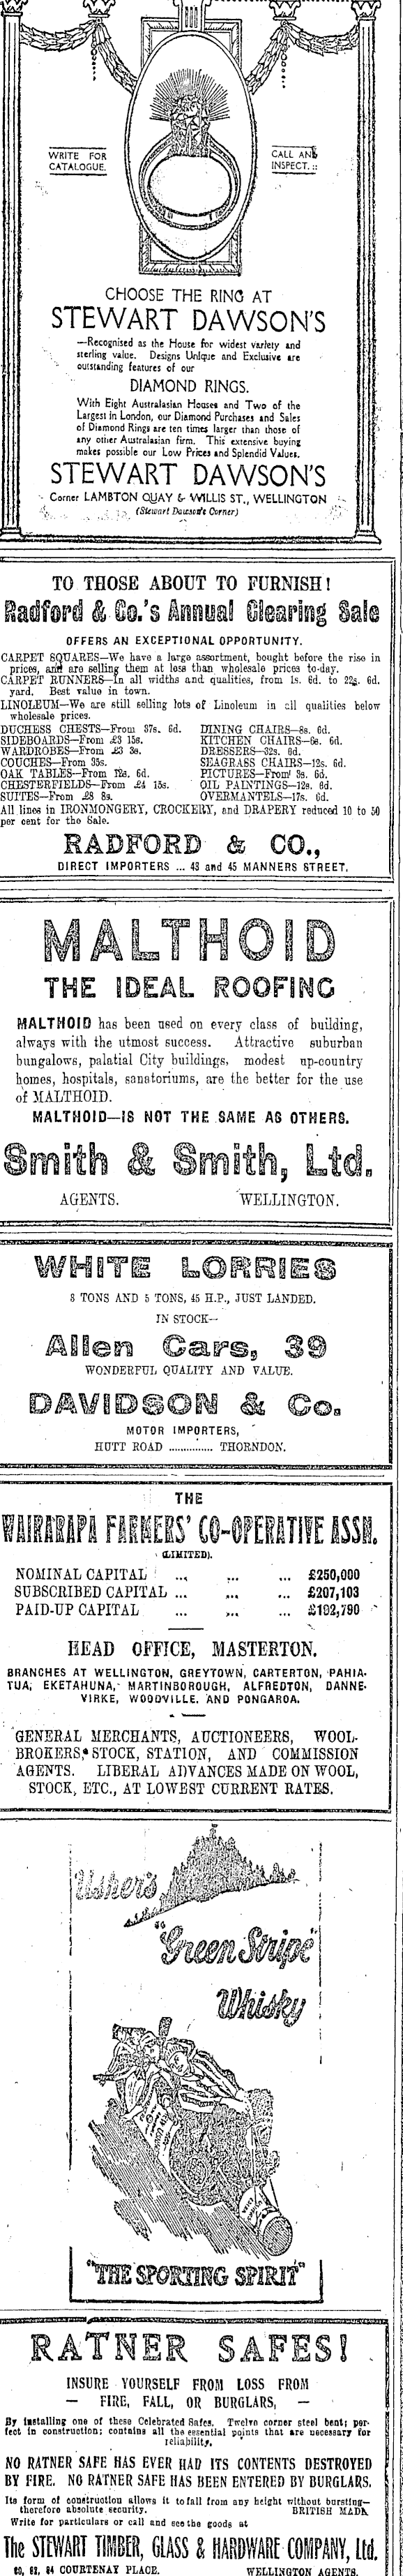 WRITE FOR
CATALOGUE.
CALL AND
INSPECT. ::
CHOOSE THE RING AT
STEWART DAWSON'S
—Recognised as the House for widest variety and
sterling value. Designs Unique and Exclusive are
outstanding features of our
DIAMOND RINGS.
With Eight Australasian Houses and Two of the
Largest in London, our Diamond Purchases and Sales
of Diamond Rings are ten times larger than those of
any other Australasian firm. This extensive buying
makes possible our Low Prices and Splendid Values.
STEWART DAWSON'S
Corner LAMBTON QUAY & WILLIS ST., WELLINGTON
(Stewart Dawson's Corner)
TO THOSE ABOUT TO FURNISH!
Radford & Co.'s Annual Clearing Sale
OFFERS AN EXCEPTIONAL OPPORTUNITY.
CARPET SQUARES—We have a large assortment, bought before the rise in
prices, and are selling them at less than wholesale prices to-day.
CARPET RUNNERS—In all widths and qualities, from 1s. 6d. to 22s. 6d.
yard. Best value in town.
LINOLEUM—We are still selling lots of Linoleum in all qualities below
wholesale prices.
DUCHESS CHESTS—From 37s. 6d.
SIDEBOARDS—From £3 15s.
WARDROBES—From £3 3s.
COUCHES—From 35s.
OAK TABLES—From 12s. 6d.
CHESTERFIELDS—From £4 15s.
SUITES—From £8 8s.
DINING CHAIRS—8s. 6d.
KITCHEN CHAIRS—6s. 6d.
DRESSERS—32s. 6d.
SEAGRASS CHAIRS—12s. 6d.
PICTURES—From 3s. 6d.
OIL PAINTINGS—12s. 6d.
OVERMANTELS—17s. 6d.
All lines in IRONMONGERY, CROCKERY, and DRAPERY reduced 10 to 50
per cent for the Sale.
RADFORD & CO.,
DIRECT IMPORTERS ... 43 and 45 MANNERS STREET.
MALTHOID
THE IDEAL ROOFING
MALTHOID has been used on every class of building,
always with the utmost success. Attractive suburban
bungalows, palatial City buildings, modest up-country
homes, hospitals, sanatoriums, are the better for the use
of MALTHOID.
MALTHOID—IS NOT THE SAME AS OTHERS.
Smith & Smith, Ltd.
AGENTS. WELLINGTON.
WHITE LORRIES
3 TONS AND 5 TONS, 45 H.P., JUST LANDED.
IN STOCK—
Allen Cars, 39
WONDERFUL QUALITY AND VALUE.
DAVIDSON & Co.
MOTOR IMPORTERS,
HUTT ROAD ............... THORNDON.
THE
WAIRARAPA FARMERS' CO-OPERATIVE ASSN.
(LIMITED).
NOMINAL CAPITAL ... ... ... £250,000
SUBSCRIBED CAPITAL ... ... ... £207,103
PAID-UP CAPITAL ... ... ... £192,790
HEAD OFFICE, MASTERTON.
BRANCHES AT WELLINGTON, GREYTOWN, CARTERTON, PAHIA-
TUA, EKETAHUNA, MARTINBOROUGH, ALFREDTON, DANNE-
VIRKE, WOODVILLE, AND PONGAROA.
GENERAL MERCHANTS, AUCTIONEERS, WOOL-
BROKERS, STOCK, STATION, AND COMMISSION
AGENTS. LIBERAL ADVANCES MADE ON WOOL,
STOCK, ETC., AT LOWEST CURRENT RATES.
Usher's
"Green Stripe"
Whisky
"THE SPORTING SPIRIT"
RATNER SAFES!
INSURE YOURSELF FROM LOSS FROM
— FIRE, FALL, OR BURGLARS, —
By installing one of these Celebrated Safes. Twelve corner steel bent; per-
fect in construction; contains all the essential points that are necessary for
reliability.
NO RATNER SAFE HAS EVER HAD ITS CONTENTS DESTROYED
BY FIRE. NO RATNER SAFE HAS BEEN ENTERED BY BURGLARS.
Its form of construction allows it to fall from any height without bursting—
therefore absolute security. BRITISH MADE.
Write for particulars or call and see the goods at
The STEWART TIMBER, GLASS & HARDWARE COMPANY, Ltd.
COURTENAY PLACE. WELLINGTON AGENTS.